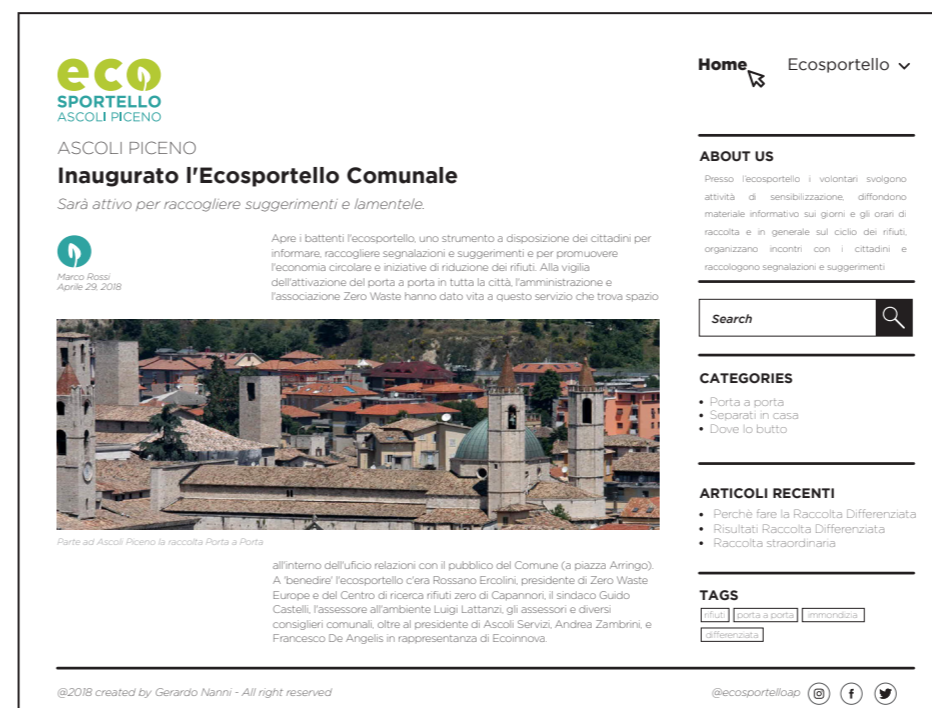 eco
SPORTELLO
ASCOLI PICENO
Home
Ecosportello
ASCOLI PICENO
Inaugurato l'Ecosportello Comunale
Sarà attivo per raccogliere suggerimenti e lamentele.
Marco Rossi
Aprile 29, 2018
Apre i battenti l'ecosportello, uno strumento a disposizione dei cittadini per
informare, raccogliere segnalazioni e suggerimenti e per promuovere
l'economia circolare e iniziative di riduzione dei rifiuti. Alla vigilia
dell'attivazione del porta a porta in tutta la città, l'amministrazione e
l'associazione Zero Waste hanno dato vita a questo servizio che trova spazio
Parte ad Ascoli Piceno la raccolta Porta a Porta
all'interno dell'uficio relazioni con il pubblico del Comune (a piazza Arringo).
A 'benedire' l'ecosportello c'era Rossano Ercolini, presidente di Zero Waste
Europe e del Centro di ricerca rifiuti zero di Capannori, il sindaco Guido
Castelli, l'assessore all'ambiente Luigi Lattanzi, gli assessori e diversi
consiglieri comunali, oltre al presidente di Ascoli Servizi, Andrea Zambrini, e
Francesco De Angelis in rappresentanza di Ecoinnova.
ABOUT US
Presso l'ecosportello i volontari svolgono
attività di sensibilizzazione, diffondono
materiale informativo sui giorni e gli orari di
raccolta e in generale sul ciclo dei rifiuti,
organizzano incontri con i cittadini e
raccologono segnalazioni e suggerimenti
Search
CATEGORIES
• Porta a porta
• Separati in casa
• Dove lo butto
ARTICOLI RECENTI
• Perchè fare la Raccolta Differenziata
• Risultati Raccolta Differenziata
• Raccolta straordinaria
TAGS
rifiuti porta a porta immondizia
differenziata
@2018 created by Gerardo Nanni - All right reserved
@ecosportelloap